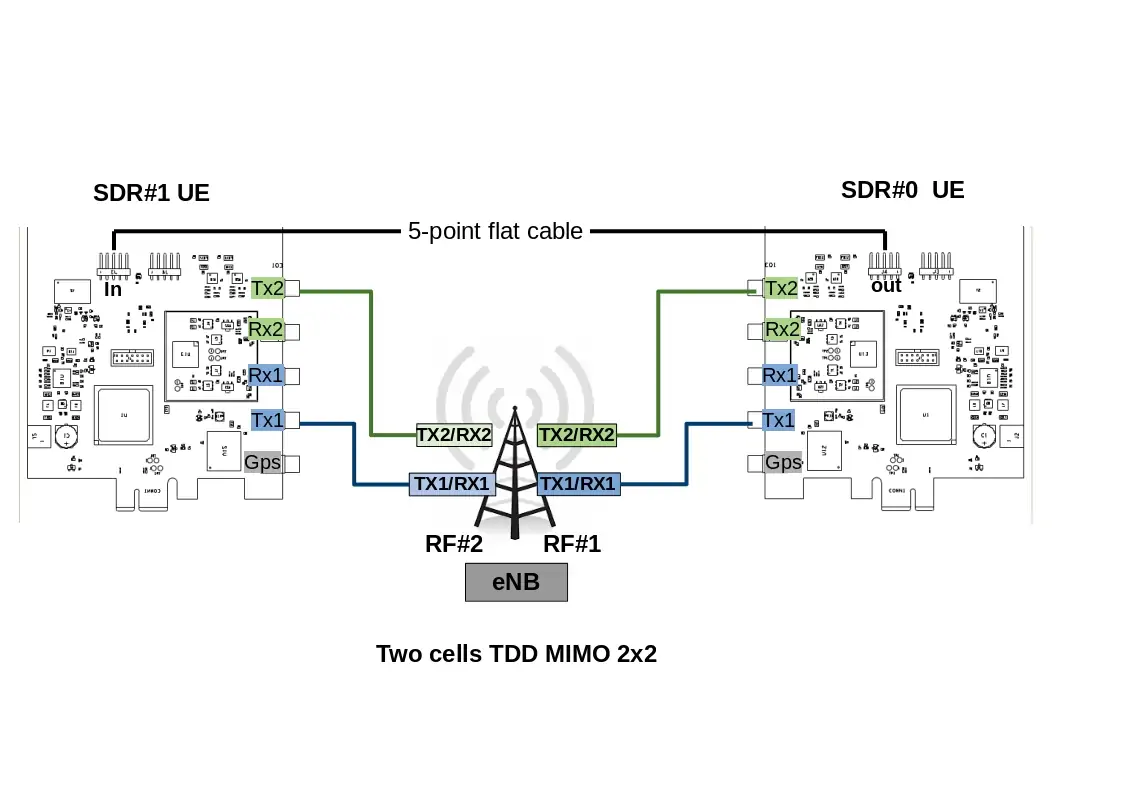 SDR#1 UE
SDR#0  UE
5-point flat cable
In
out
Tx2
Rx2
Rx1
Tx1
Gps
Tx2
Rx2
Rx1
Tx1
Gps
TX2/RX2
TX2/RX2
TX1/RX1
TX1/RX1
RF#2
RF#1
eNB
Two cells TDD MIMO 2x2